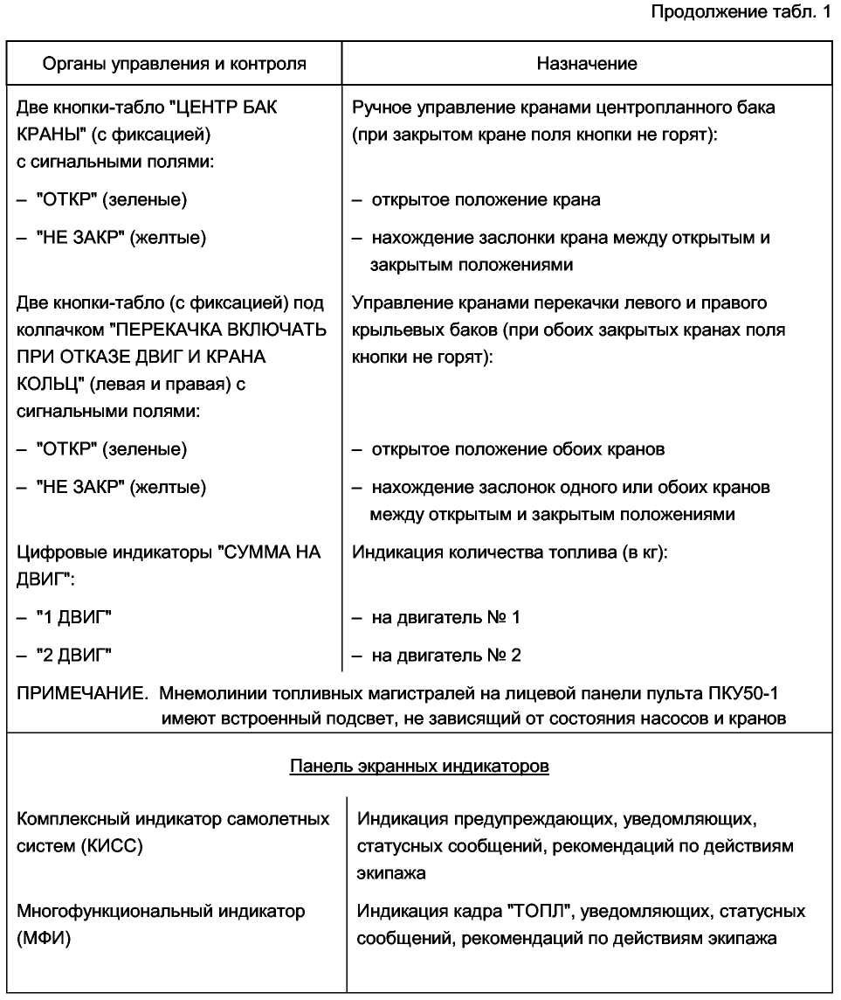 Продолжение табл. 1
Органы управления и контроля
Назначение
Две кнопки-табло "ЦЕНТР БАК
КРАНЫ" (с фиксацией)
с сигнальными полями:
Ручное управление кранами центропланного бака
(при закрытом кране поля кнопки не горят):
– "ОТКР" (зеленые)
– открытое положение крана
– "НЕ ЗАКР" (желтые)
– нахождение заслонки крана между открытым и
закрытым положениями
Две кнопки-табло (с фиксацией) под
колпачком "ПЕРЕКАЧКА ВКЛЮЧАТЬ
ПРИ ОТКАЗЕ ДВИГ И КРАНА
КОЛЬЦ" (левая и правая) с
сигнальными полями:
Управление кранами перекачки левого и правого
крыльевых баков (при обоих закрытых кранах поля
кнопки не горят):
– "ОТКР" (зеленые)
– открытое положение обоих кранов
– "НЕ ЗАКР" (желтые)
– нахождение заслонок одного или обоих кранов
между открытым и закрытым положениями
Цифровые индикаторы "СУММА НА
ДВИГ":
Индикация количества топлива (в кг):
– "1 ДВИГ"
– на двигатель № 1
– "2 ДВИГ"
– на двигатель № 2
ПРИМЕЧАНИЕ. Мнемолинии топливных магистралей на лицевой панели пульта ПКУ50-1
имеют встроенный подсвет, не зависящий от состояния насосов и кранов
Панель экранных индикаторов
Комплексный индикатор самолетных
систем (КИСС)
Индикация предупреждающих, уведомляющих,
статусных сообщений, рекомендаций по действиям
экипажа
Многофункциональный индикатор
(МФИ)
Индикация кадра "ТОПЛ", уведомляющих, статусных
сообщений, рекомендаций по действиям экипажа